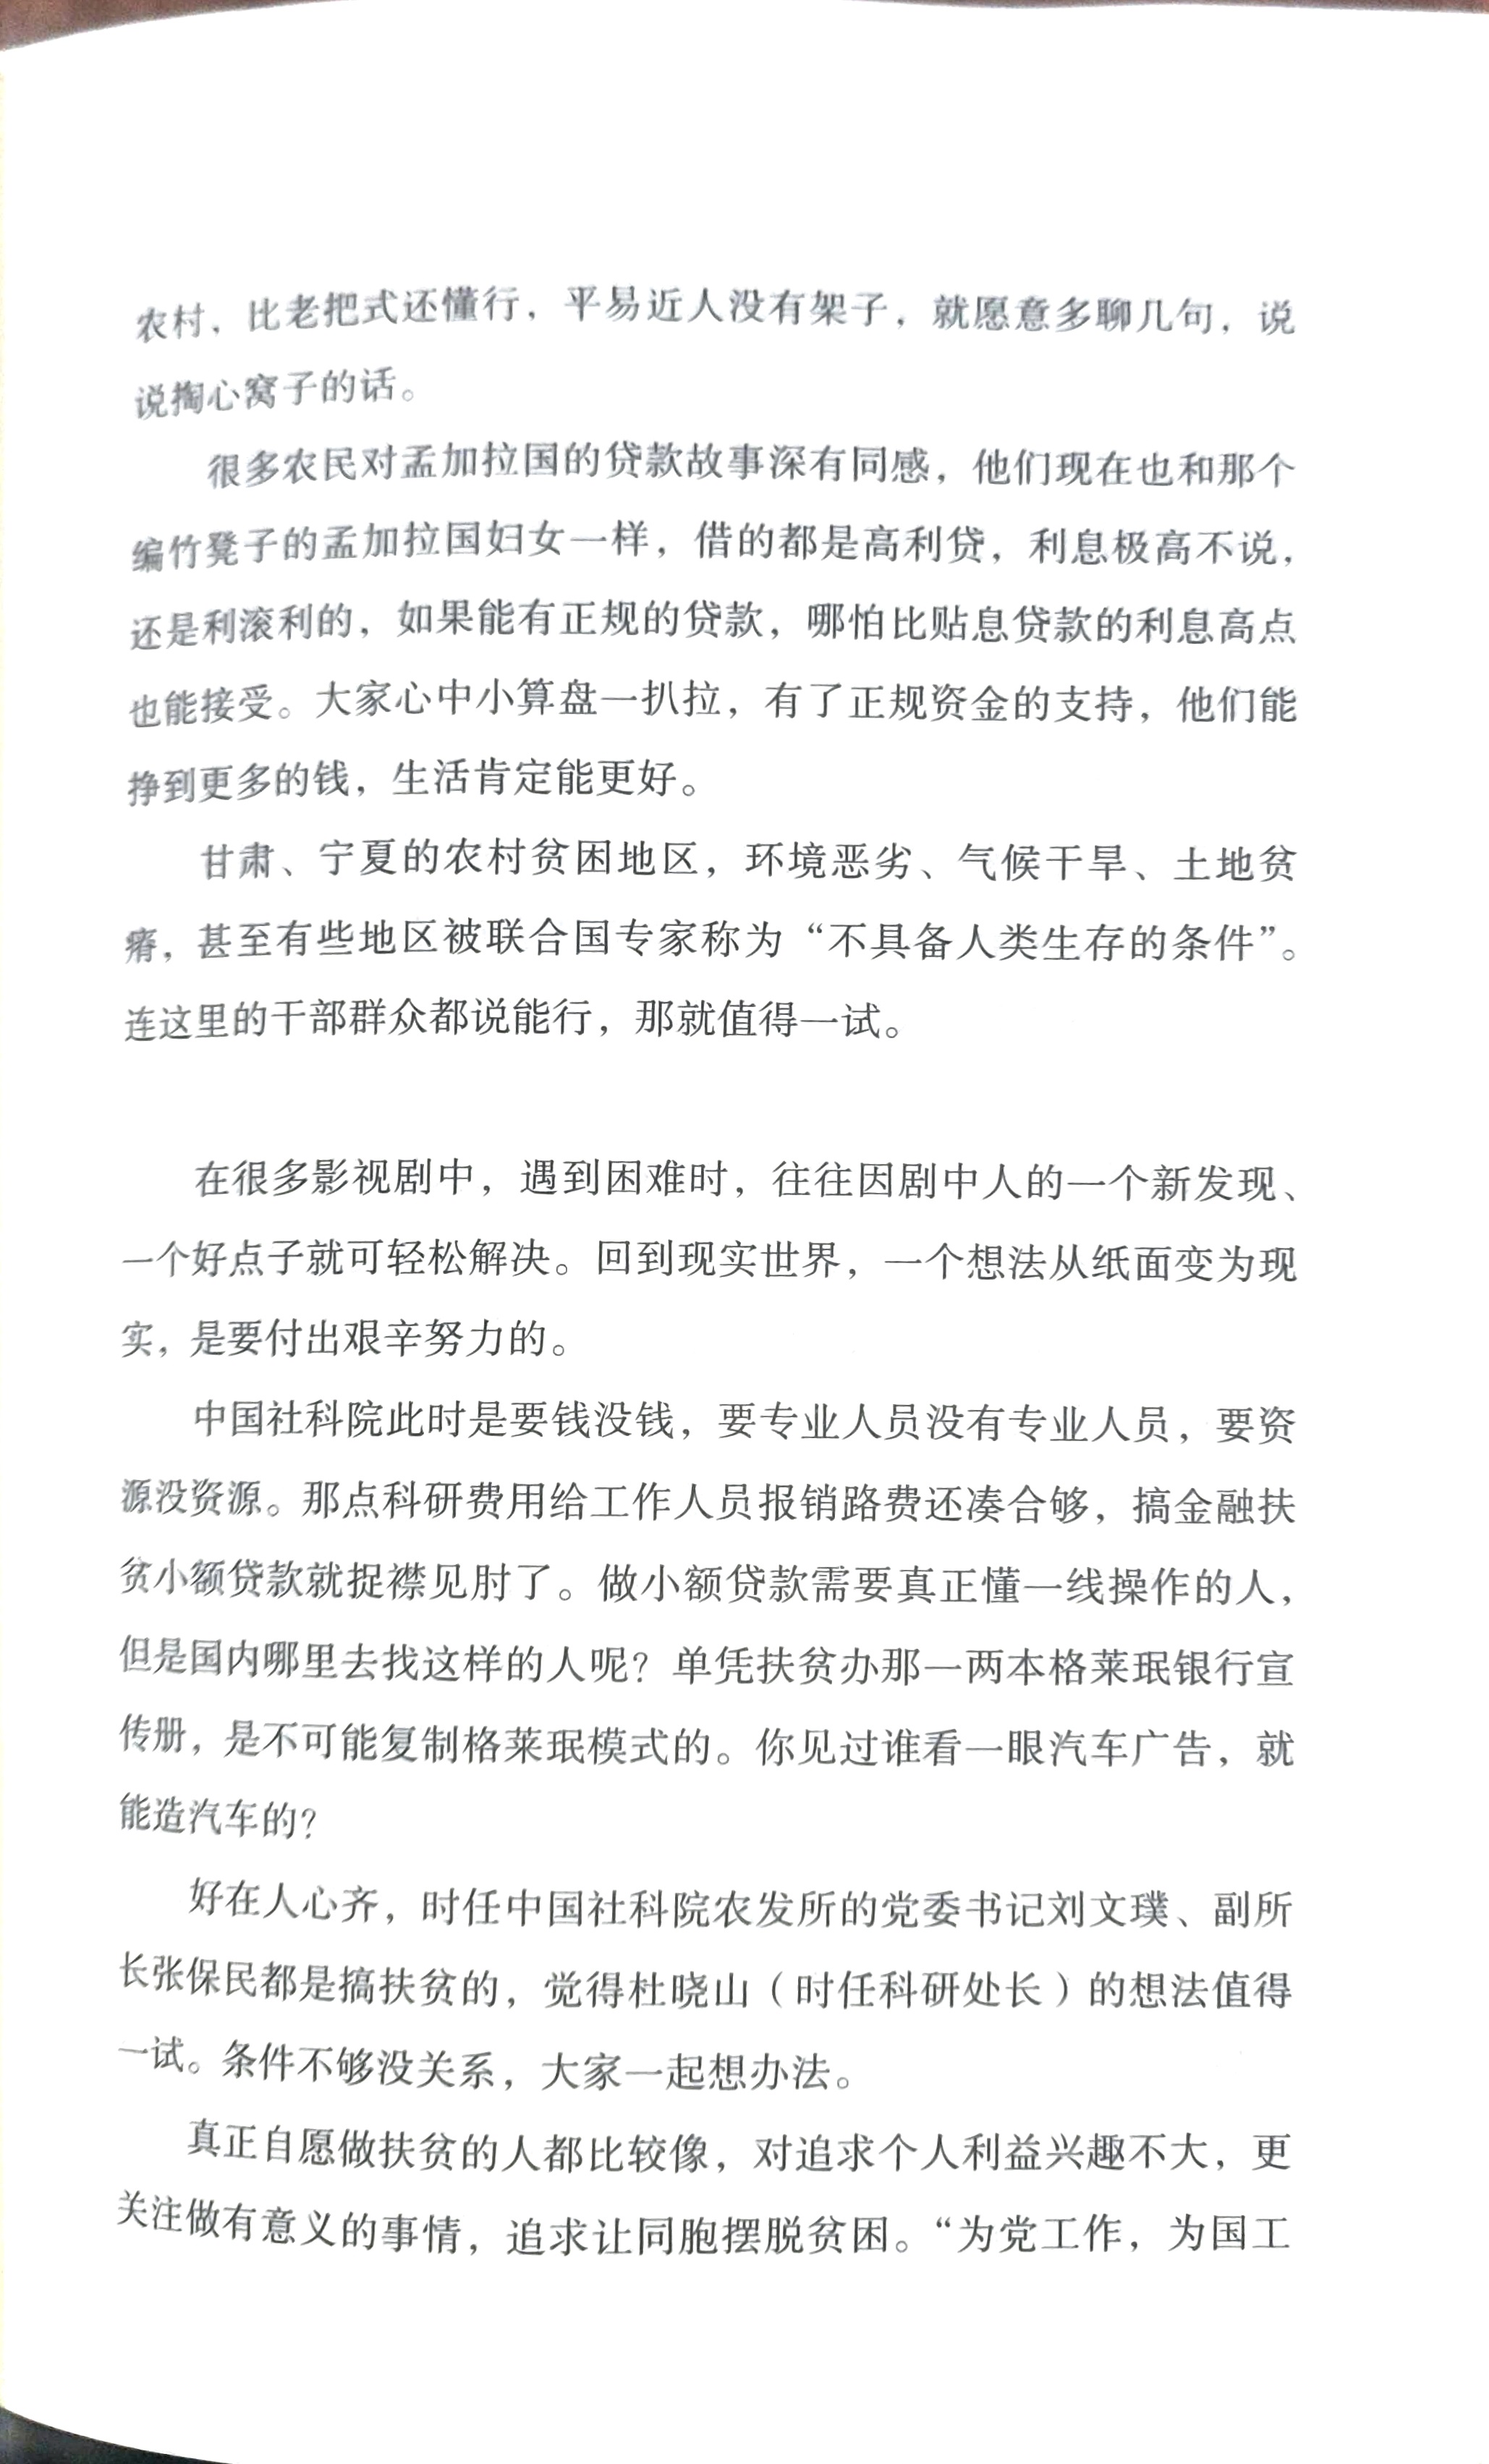 农村，比老把式还懂行，平易近人没有架子，就愿意多聊几句，说
说掏心窝子的话。
很多农民对孟加拉国的贷款故事深有同感，他们现在也和那个
编竹凳子的孟加拉国妇女一样，借的都是高利贷，利息极高不说，
还是利滚利的，如果能有正规的贷款，哪怕比贴息贷款的利息高点
也能接受。大家心中小算盘一扒拉，有了正规资金的支持，他们能
挣到更多的钱，生活肯定能更好。
甘肃、宁夏的农村贫困地区，环境恶劣、气候干旱、土地贫
瘠，甚至有些地区被联合国专家称为“不具备人类生存的条件”。
连这里的干部群众都说能行，那就值得一试。
在很多影视剧中，遇到困难时，往往因剧中人的一个新发现、
一个好点子就可轻松解决。回到现实世界，一个想法从纸面变为现
实，是要付出艰辛努力的。
中国社科院此时是要钱没钱，要专业人员没有专业人员，要资
源没资源。那点科研费用给工作人员报销路费还凑合够，搞金融扶
贫小额贷款就捉襟见肘了。做小额贷款需要真正懂一线操作的人，
但是国内哪里去找这样的人呢？单凭扶贫办那一两本格莱珉银行宣
传册，是不可能复制格莱珉模式的。你见过谁看一眼汽车广告，就
能造汽车的？
好在人心齐，时任中国社科院农发所的党委书记刘文璞、副所
长张保民都是搞扶贫的，觉得杜晓山（时任科研处长）的想法值得
一试。条件不够没关系，大家一起想办法。
真正自愿做扶贫的人都比较像，对追求个人利益兴趣不大，更
关注做有意义的事情，追求让同胞摆脱贫困。“为党工作，为国工